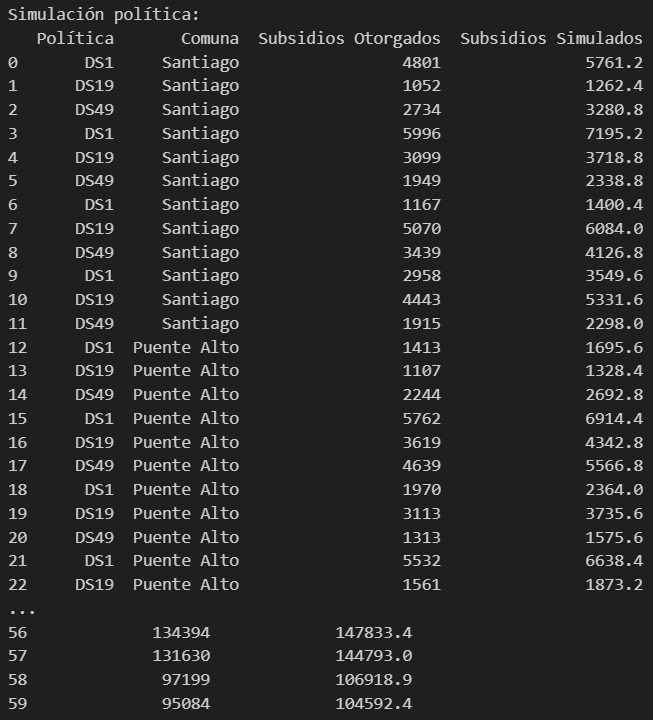 Simulación política:
Política Comuna Subsidios Otorgados Subsidios Simulados
0 DS1 Santiago 4801 5761.2
1 DS19 Santiago 1052 1262.4
2 DS49 Santiago 2734 3280.8
3 DS1 Santiago 5996 7195.2
4 DS19 Santiago 3099 3718.8
5 DS49 Santiago 1949 2338.8
6 DS1 Santiago 1167 1400.4
7 DS19 Santiago 5070 6084.0
8 DS49 Santiago 3439 4126.8
9 DS1 Santiago 2958 3549.6
10 DS19 Santiago 4443 5331.6
11 DS49 Santiago 1915 2298.0
12 DS1 Puente Alto 1413 1695.6
13 DS19 Puente Alto 1107 1328.4
14 DS49 Puente Alto 2244 2692.8
15 DS1 Puente Alto 5762 6914.4
16 DS19 Puente Alto 3619 4342.8
17 DS49 Puente Alto 4639 5566.8
18 DS1 Puente Alto 1970 2364.0
19 DS19 Puente Alto 3113 3735.6
20 DS49 Puente Alto 1313 1575.6
21 DS1 Puente Alto 5532 6638.4
22 DS19 Puente Alto 1561 1873.2
...
56 134394 147833.4
57 131630 144793.0
58 97199 106918.9
59 95084 104592.4